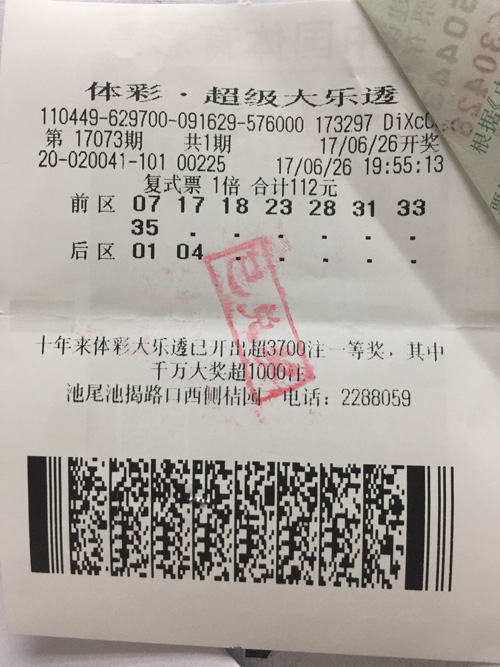 体彩·超级大乐透
110449-629700-091629-576000 173297 DiXcO
第 17073期 共1期 17/06/26开奖
20-020041-101 00225 17/06/26 19:55:13
复式票 1倍 合计112元
前区 07 17 18 23 28 31 33
35 . . . . . .
后区 01 04 . . . . .
十年来体彩大乐透已开出超3700注一等奖，其中
千万大奖超1000注
池尾池揭路口西侧桔园 电话：2288059